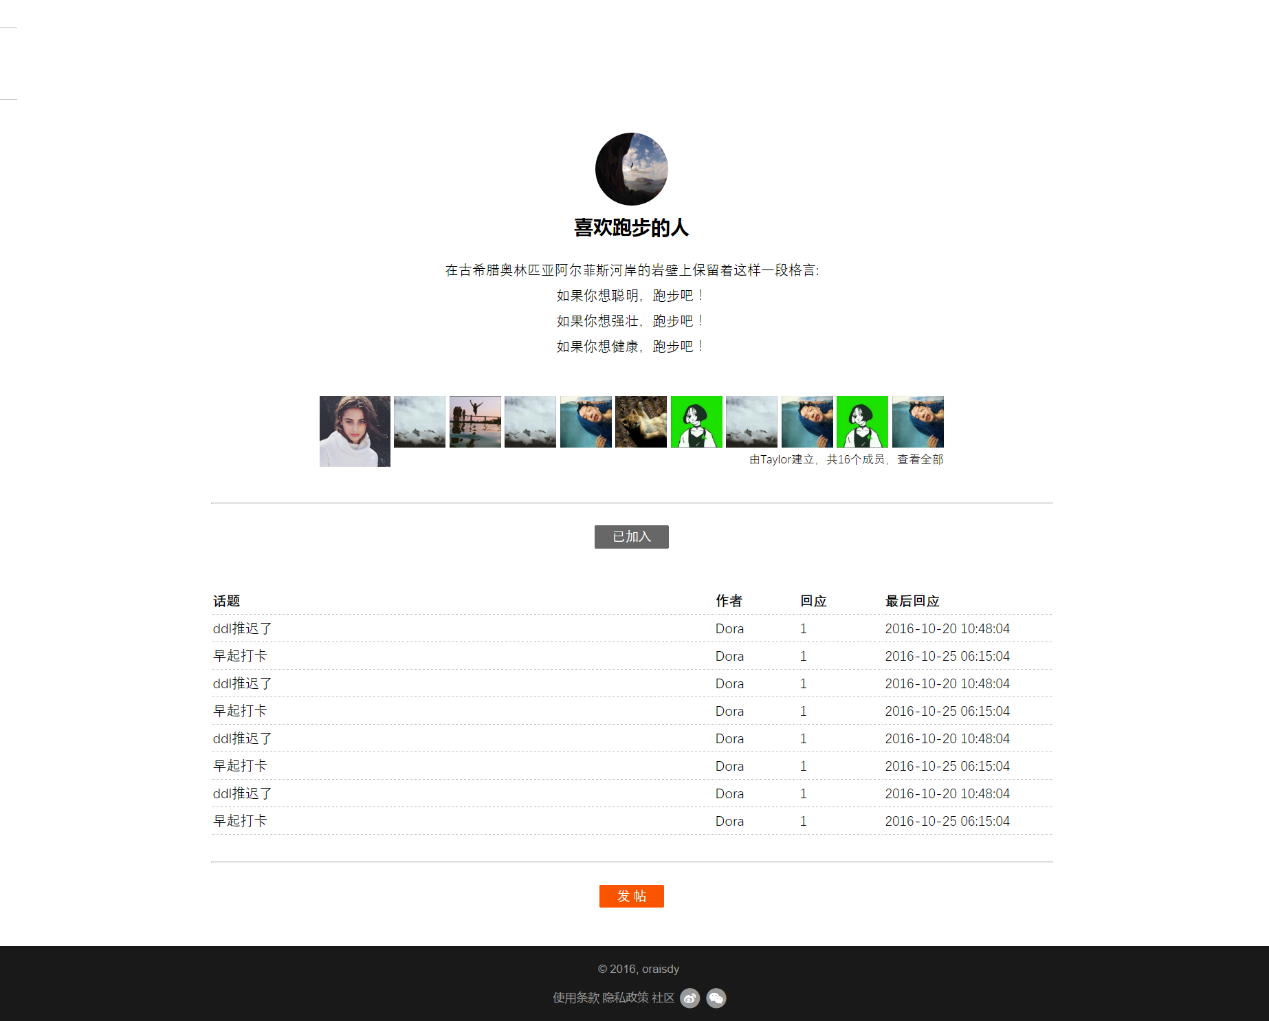 喜欢跑步的人
在古希腊奥林匹亚阿尔菲斯河岸的岩壁上保留着这样一段格言:
如果你想聪明，跑步吧！
如果你想强壮，跑步吧！
如果你想健康，跑步吧！
由Taylor建立，共16个成员，查看全部
已加入
话题 作者 回应 最后回应
ddl推迟了 Dora 1 2016-10-20 10:48:04
早起打卡 Dora 1 2016-10-25 06:15:04
ddl推迟了 Dora 1 2016-10-20 10:48:04
早起打卡 Dora 1 2016-10-25 06:15:04
ddl推迟了 Dora 1 2016-10-20 10:48:04
早起打卡 Dora 1 2016-10-25 06:15:04
ddl推迟了 Dora 1 2016-10-20 10:48:04
早起打卡 Dora 1 2016-10-25 06:15:04
发 帖
© 2016, oraisdy
使用条款 隐私政策 社区